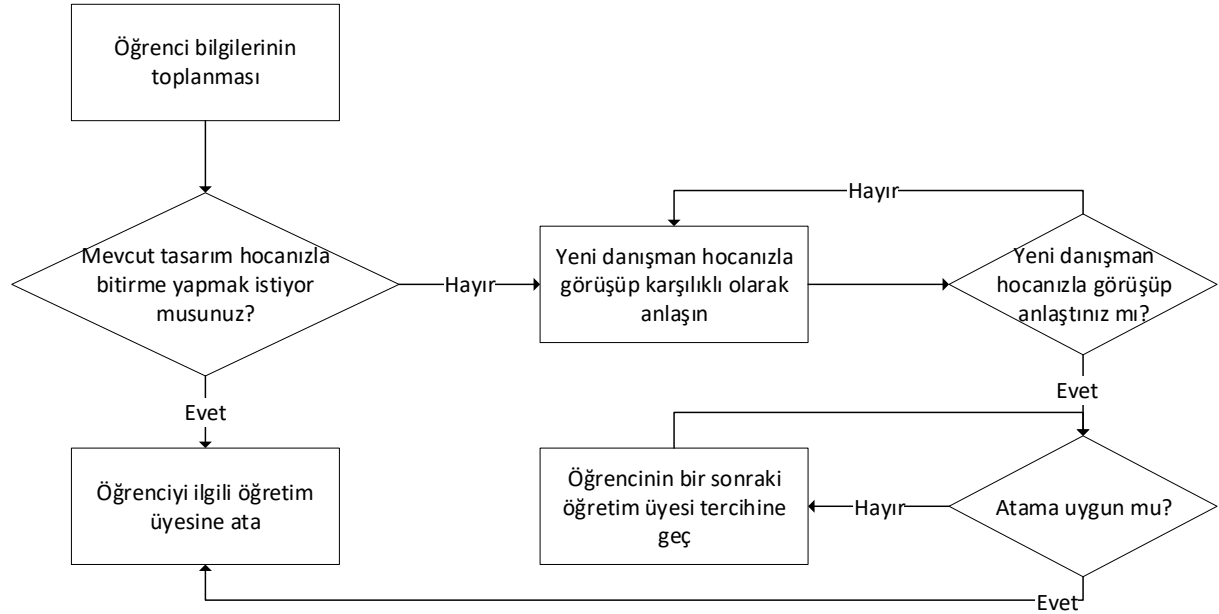 Öğrenci bilgilerinin
toplanması
Mevcut tasarım hocanızla
bitirme yapmak istiyor
musunuz?
Hayır
Yeni danışman hocanızla
görüşüp karşılıklı olarak
anlaşın
Hayır
Yeni danışman
hocanızla görüşüp
anlaştınız mı?
Evet
Evet
Öğrenciyi ilgili öğretim
üyesine ata
Öğrencinin bir sonraki
öğretim üyesi tercihine
geç
Hayır
Atama uygun mu?
Evet